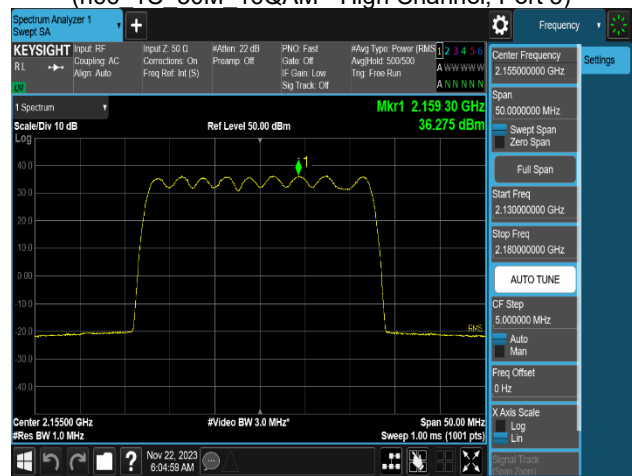 Spectrum Analyzer 1
Swept SA
+
Frequency
KEYSIGHT
RL
LNI
Input: RF
Coupling: AC
Align: Auto
Input Z: 50 Ω
Corrections: On
Freq Ref: Int (S)
#Atten: 22 dB
Preamp: Off
PNO: Fast
Gate: Off
IF Gain: Low
Sig Track: Off
#Avg Type: Power (RMS
Avg|Hold: 500/500
Trig: Free Run
1 2 3 4 5 6
A W W W W W
A N N N N N
Center Frequency
2.155000000 GHz
Settings
Span
50.0000000 MHz
Swept Span
Zero Span
Full Span
Start Freq
2.130000000 GHz
Stop Freq
2.180000000 GHz
AUTO TUNE
CF Step
5.000000 MHz
Auto
Man
Freq Offset
0 Hz
X Axis Scale
Log
Lin
Signal Track
(Span Zoom)
1 Spectrum
Scale/Div 10 dB
Ref Level 50.00 dBm
Mkr1 2.159 30 GHz
36.275 dBm
Log
1
40.0
30.0
20.0
10.0
0.00
-10.0
-20.0
-30.0
-40.0
RMS
Center 2.15500 GHz
#Res BW 1.0 MHz
#Video BW 3.0 MHz*
Span 50.00 MHz
Sweep 1.00 ms (1001 pts)
?
Nov 22, 2023
6:04:59 AM